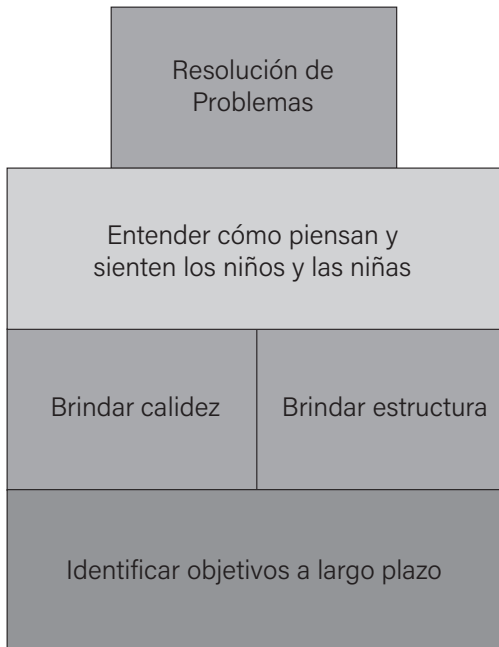 Resolución de
Problemas
Entender cómo piensan y
sienten los niños y las niñas
Brindar calidez
Brindar estructura
Identificar objetivos a largo plazo